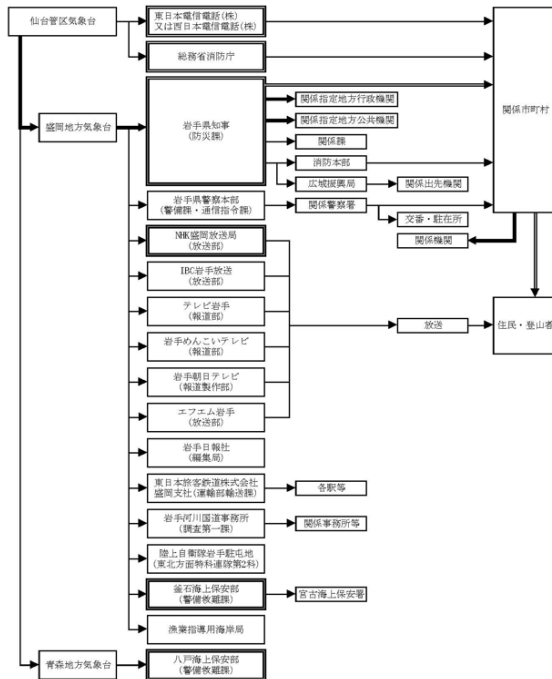 仙台管区気象台
東日本電信電話(株)
又は西日本電信電話(株)
総務省消防庁
関係市町村
盛岡地方気象台
岩手県知事
(防災課)
関係指定地方行政機関
関係指定地方公共機関
関係課
消防本部
広域振興局
関係出先機関
岩手県警察本部
(警備課・通信指令課)
関係警察署
交番・駐在所
関係機関
NHK盛岡放送局
(放送部)
IBC岩手放送
(放送部)
テレビ岩手
(報道部)
岩手めんこいテレビ
(報道部)
岩手朝日テレビ
(報道製作部)
エフエム岩手
(放送部)
放送
住民・登山者
岩手日報社
(編集局)
東日本旅客鉄道株式会社
盛岡支社(運輸部輸送課)
各駅等
岩手河川国道事務所
(調査第一課)
関係事務所等
陸上自衛隊岩手駐屯地
(東北方面特科連隊第2科)
釜石海上保安部
(警備救難課)
宮古海上保安署
漁業指導用海岸局
青森地方気象台
八戸海上保安部
(警備救難課)